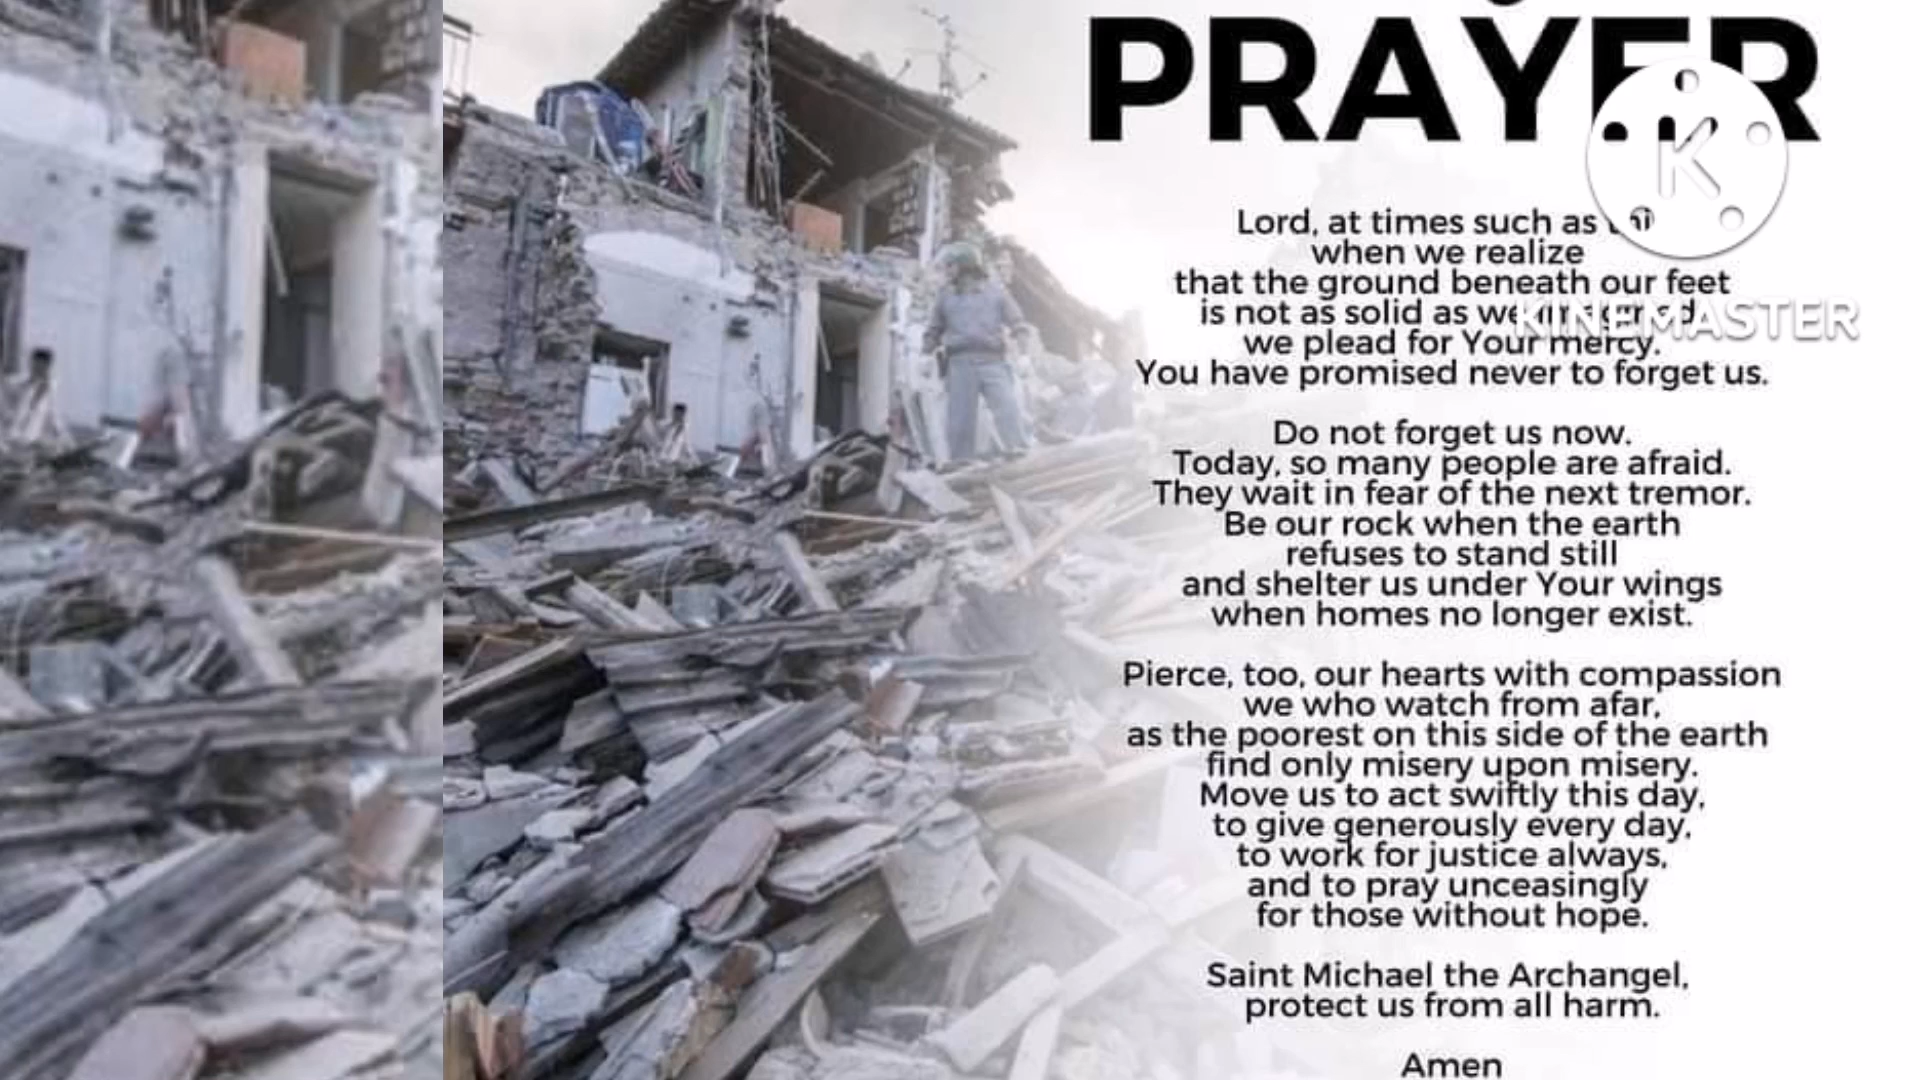 PRAYER
Lord, at times such as
when we realize
that the ground beneath our feet
is not as solid as we imagined
we plead for Your mercy.
You have promised never to forget us.
Do not forget us now.
Today, so many people are afraid.
They wait in fear of the next tremor.
Be our rock when the earth
refuses to stand still
and shelter us under Your wings
when homes no longer exist.
Pierce, too, our hearts with compassion
we who watch from afar,
as the poorest on this side of the earth
find only misery upon misery.
Move us to act swiftly this day,
to give generously every day,
to work for justice always,
and to pray unceasingly
for those without hope.
Saint Michael the Archangel,
protect us from all harm.
Amen
K
KINEMASTER